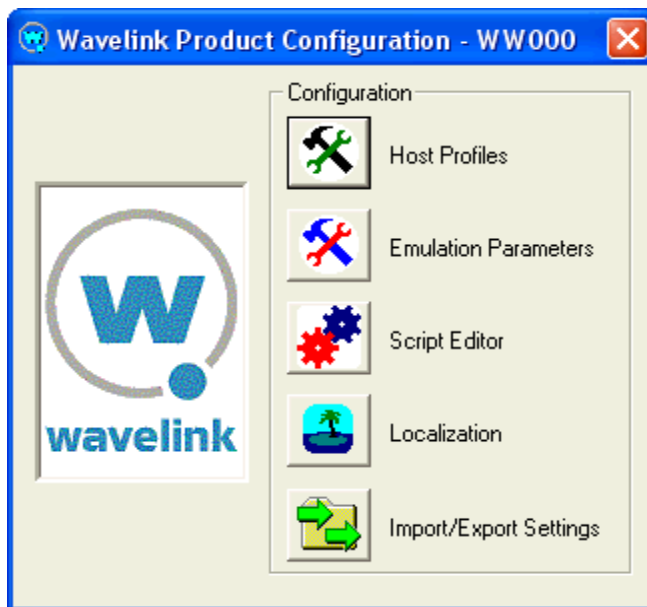 Wavelink Product Configuration - WW000
Configuration
Host Profiles
Emulation Parameters
Script Editor
Localization
Import/Export Settings
w
wavelink